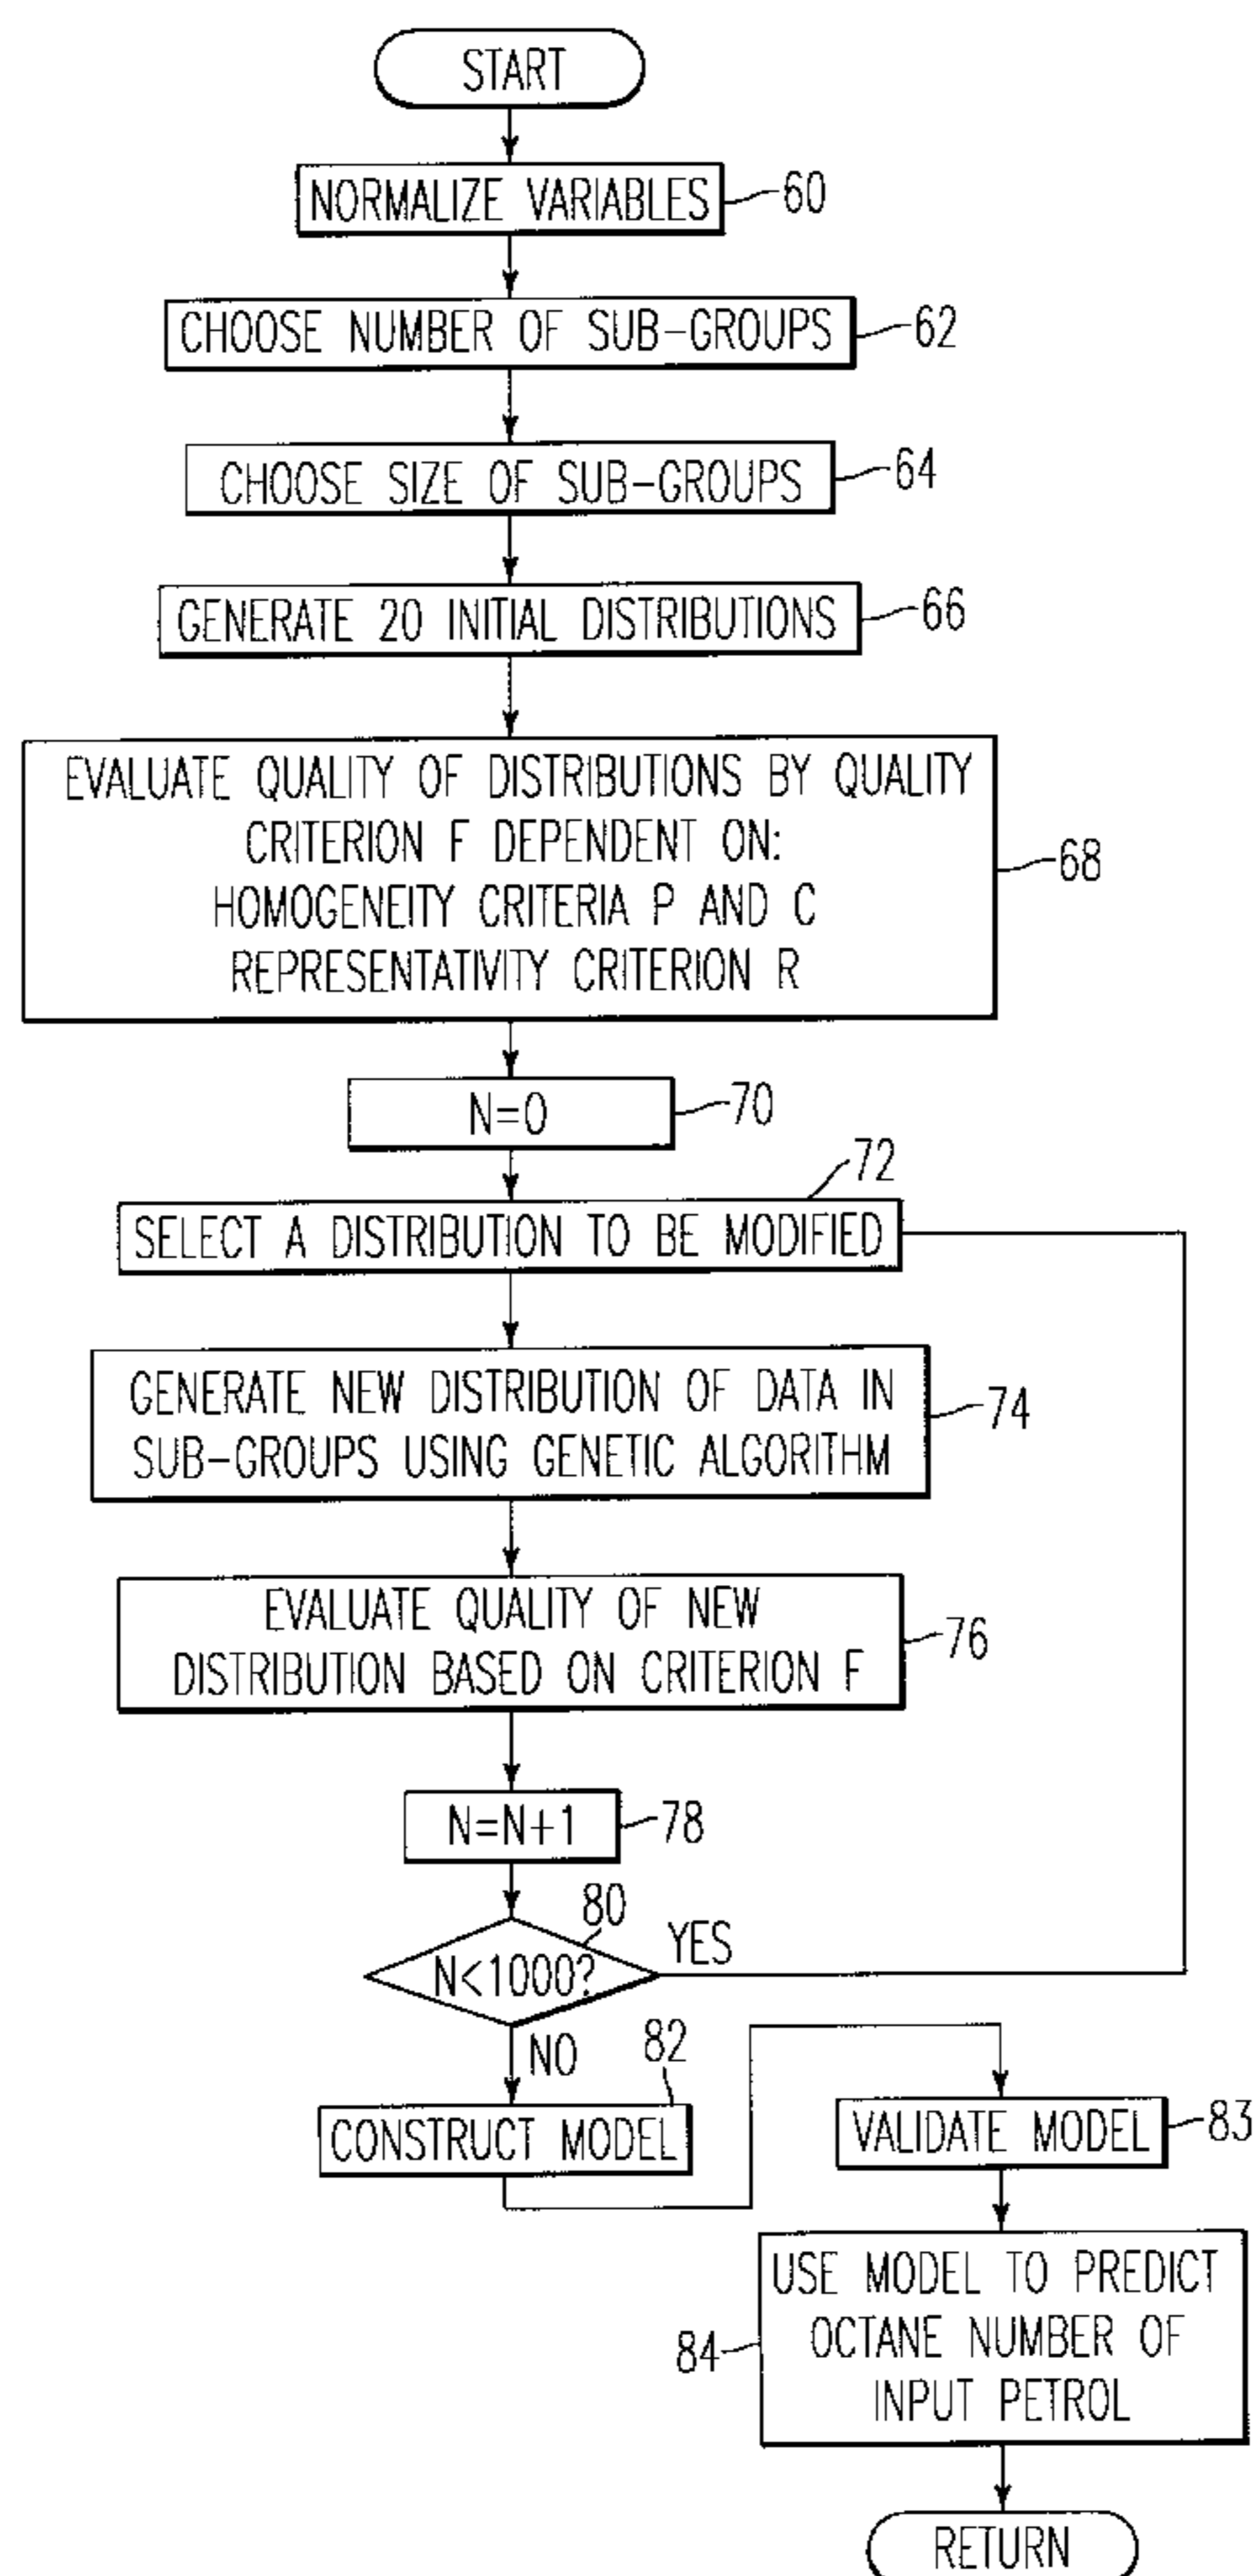 START
NORMALIZE VARIABLES
60
CHOOSE NUMBER OF SUB-GROUPS
62
CHOOSE SIZE OF SUB-GROUPS
64
GENERATE 20 INITIAL DISTRIBUTIONS
66
EVALUATE QUALITY OF DISTRIBUTIONS BY QUALITY
CRITERION F DEPENDENT ON:
HOMOGENEITY CRITERIA P AND C
REPRESENTATIVITY CRITERION R
68
N=0
70
72
SELECT A DISTRIBUTION TO BE MODIFIED
GENERATE NEW DISTRIBUTION OF DATA IN
SUB-GROUPS USING GENETIC ALGORITHM
74
EVALUATE QUALITY OF NEW
DISTRIBUTION BASED ON CRITERION F
76
N=N+1
78
80
N<1000?
YES
NO
82
CONSTRUCT MODEL
VALIDATE MODEL
83
USE MODEL TO PREDICT
OCTANE NUMBER OF
INPUT PETROL
84
RETURN